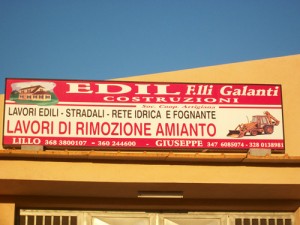 EDIL F.lli Galanti
Soc. Coop. Artigiana
COSTRUZIONI
LAVORI EDILI - STRADALI - RETE IDRICA E FOGNANTE
LAVORI DI RIMOZIONE AMIANTO
LILLO 368 3800107 - 360 244600 - GIUSEPPE 347 6085074 - 328 0138981